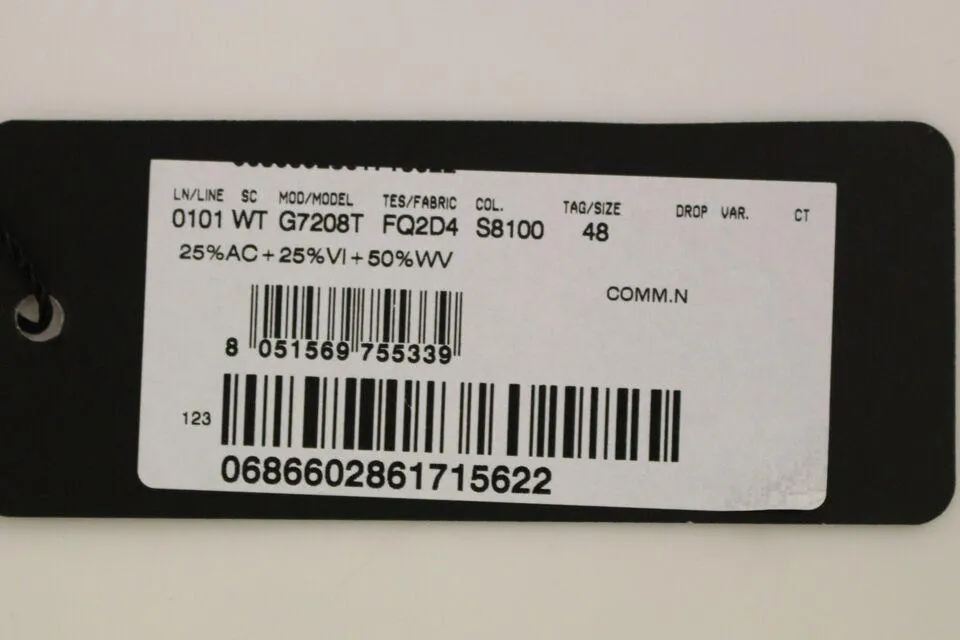 LN/LINE SC MOD/MODEL TES/FABRIC COL. TAG/SIZE DROP VAR. CT
0101 WT G7208T FQ2D4 S8100 48
25%AC+25%VI+50%WV
COMM.N
8 051569 755339
123
0686602861715622